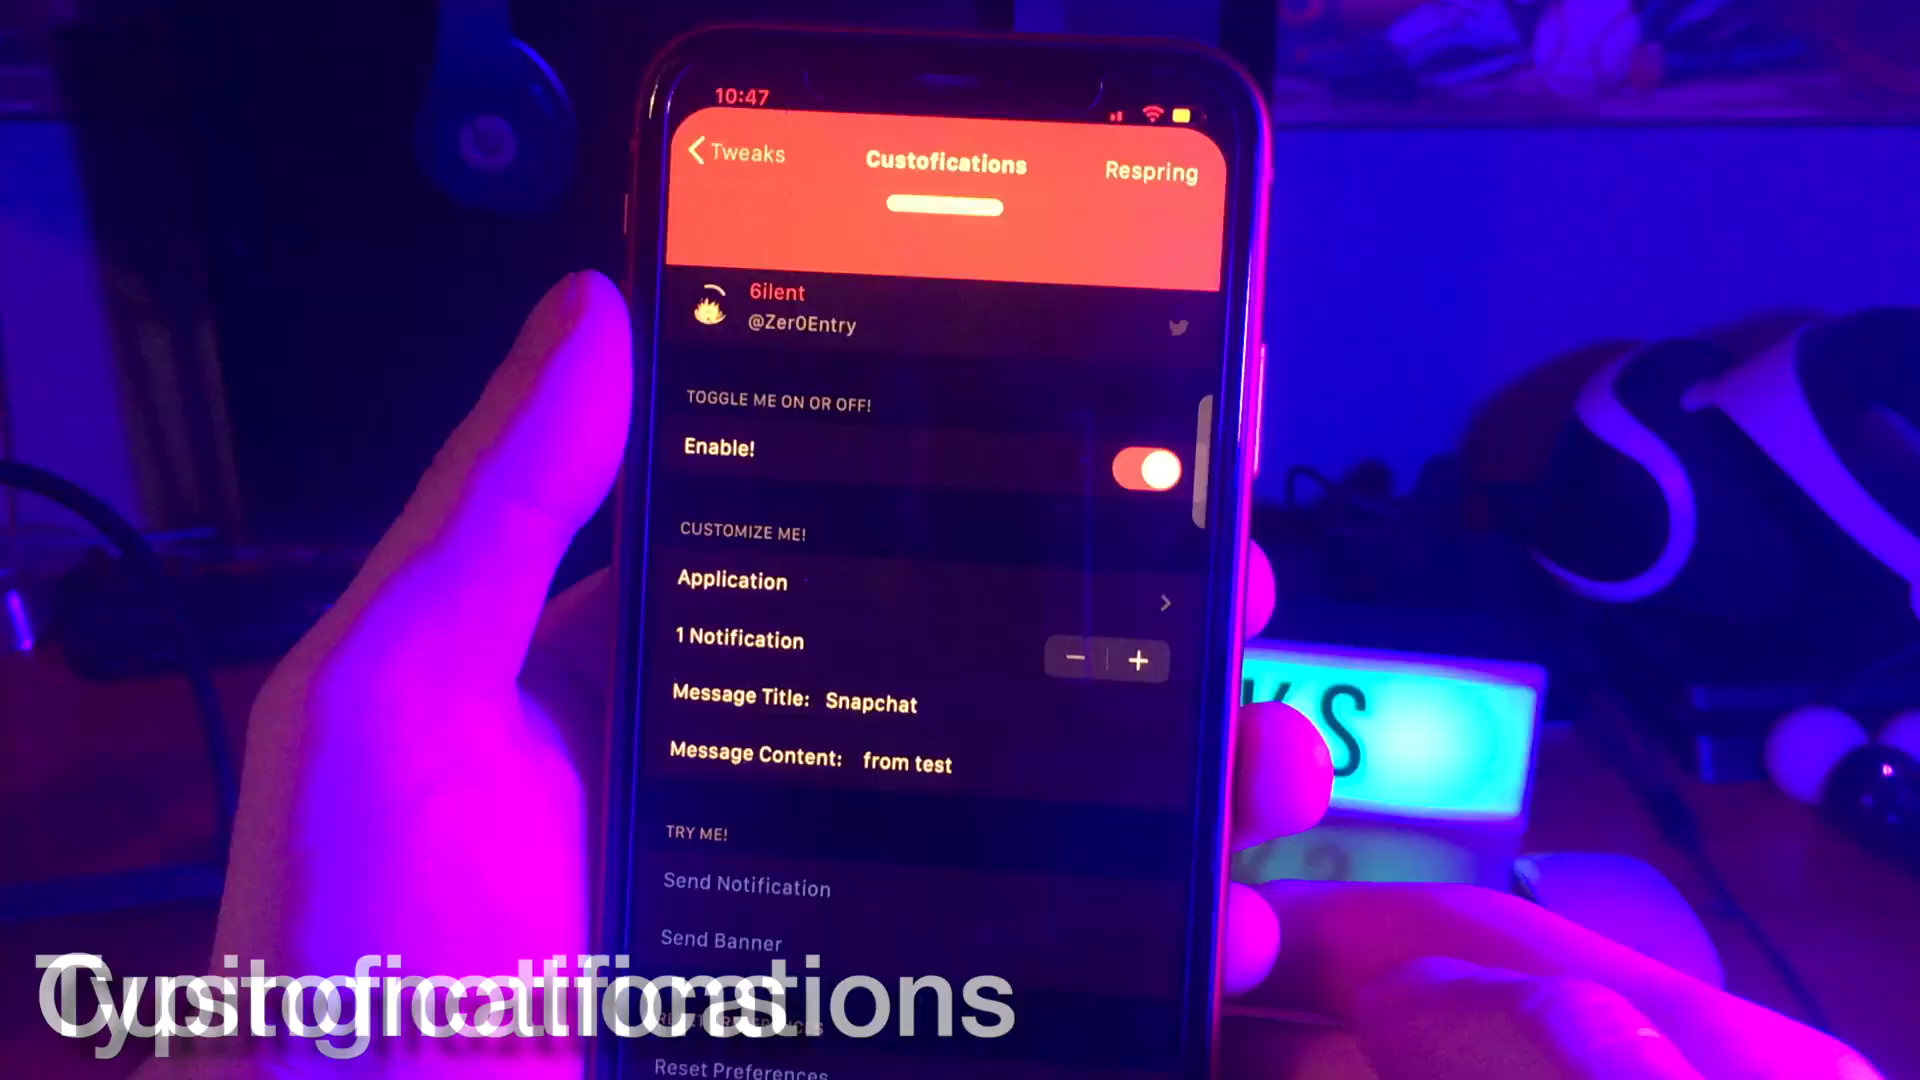 10:47
Tweaks
Custofications
Respring
6ilent
@Zer0Entry
TOGGLE ME ON OR OFF!
Enable!
CUSTOMIZE ME!
Application
1 Notification
Message Title: Snapchat
Message Content: from test
TRY ME!
Send Notification
Send Banner
Reset Preferences
KS